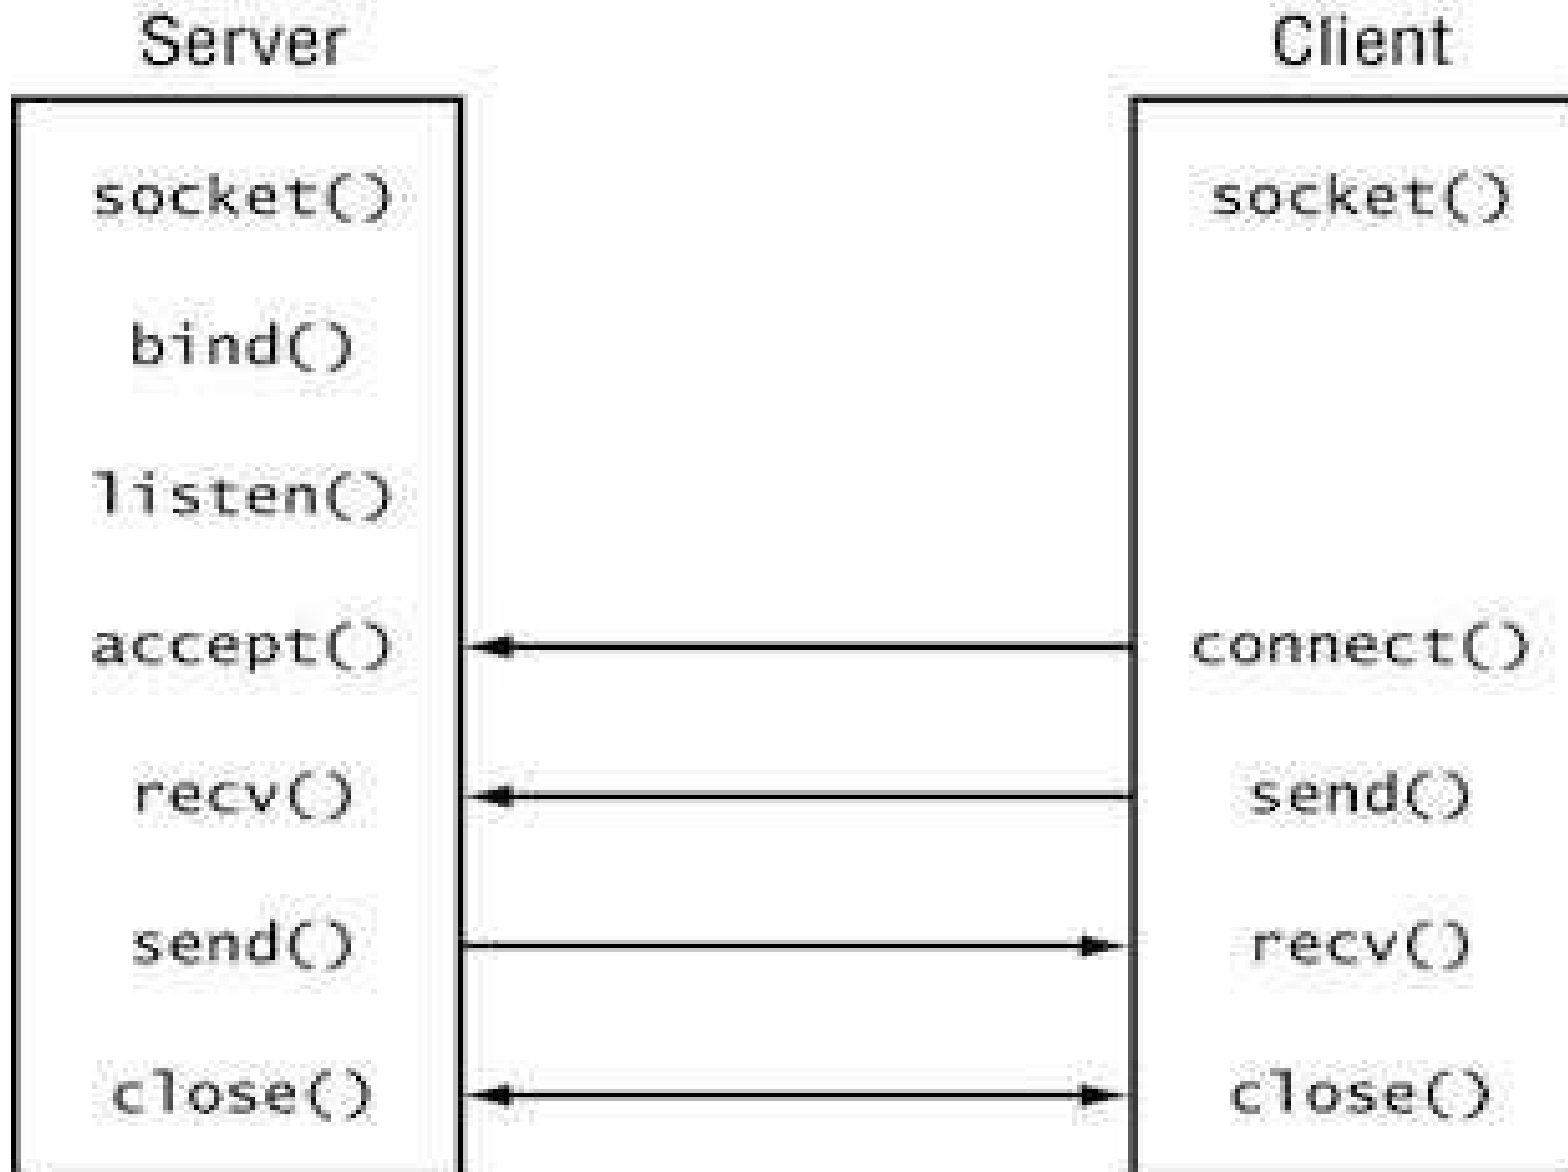 Server
socket()
bind()
listen()
accept()
recv()
send()
close()
Client
socket()
connect()
send()
recv()
close()